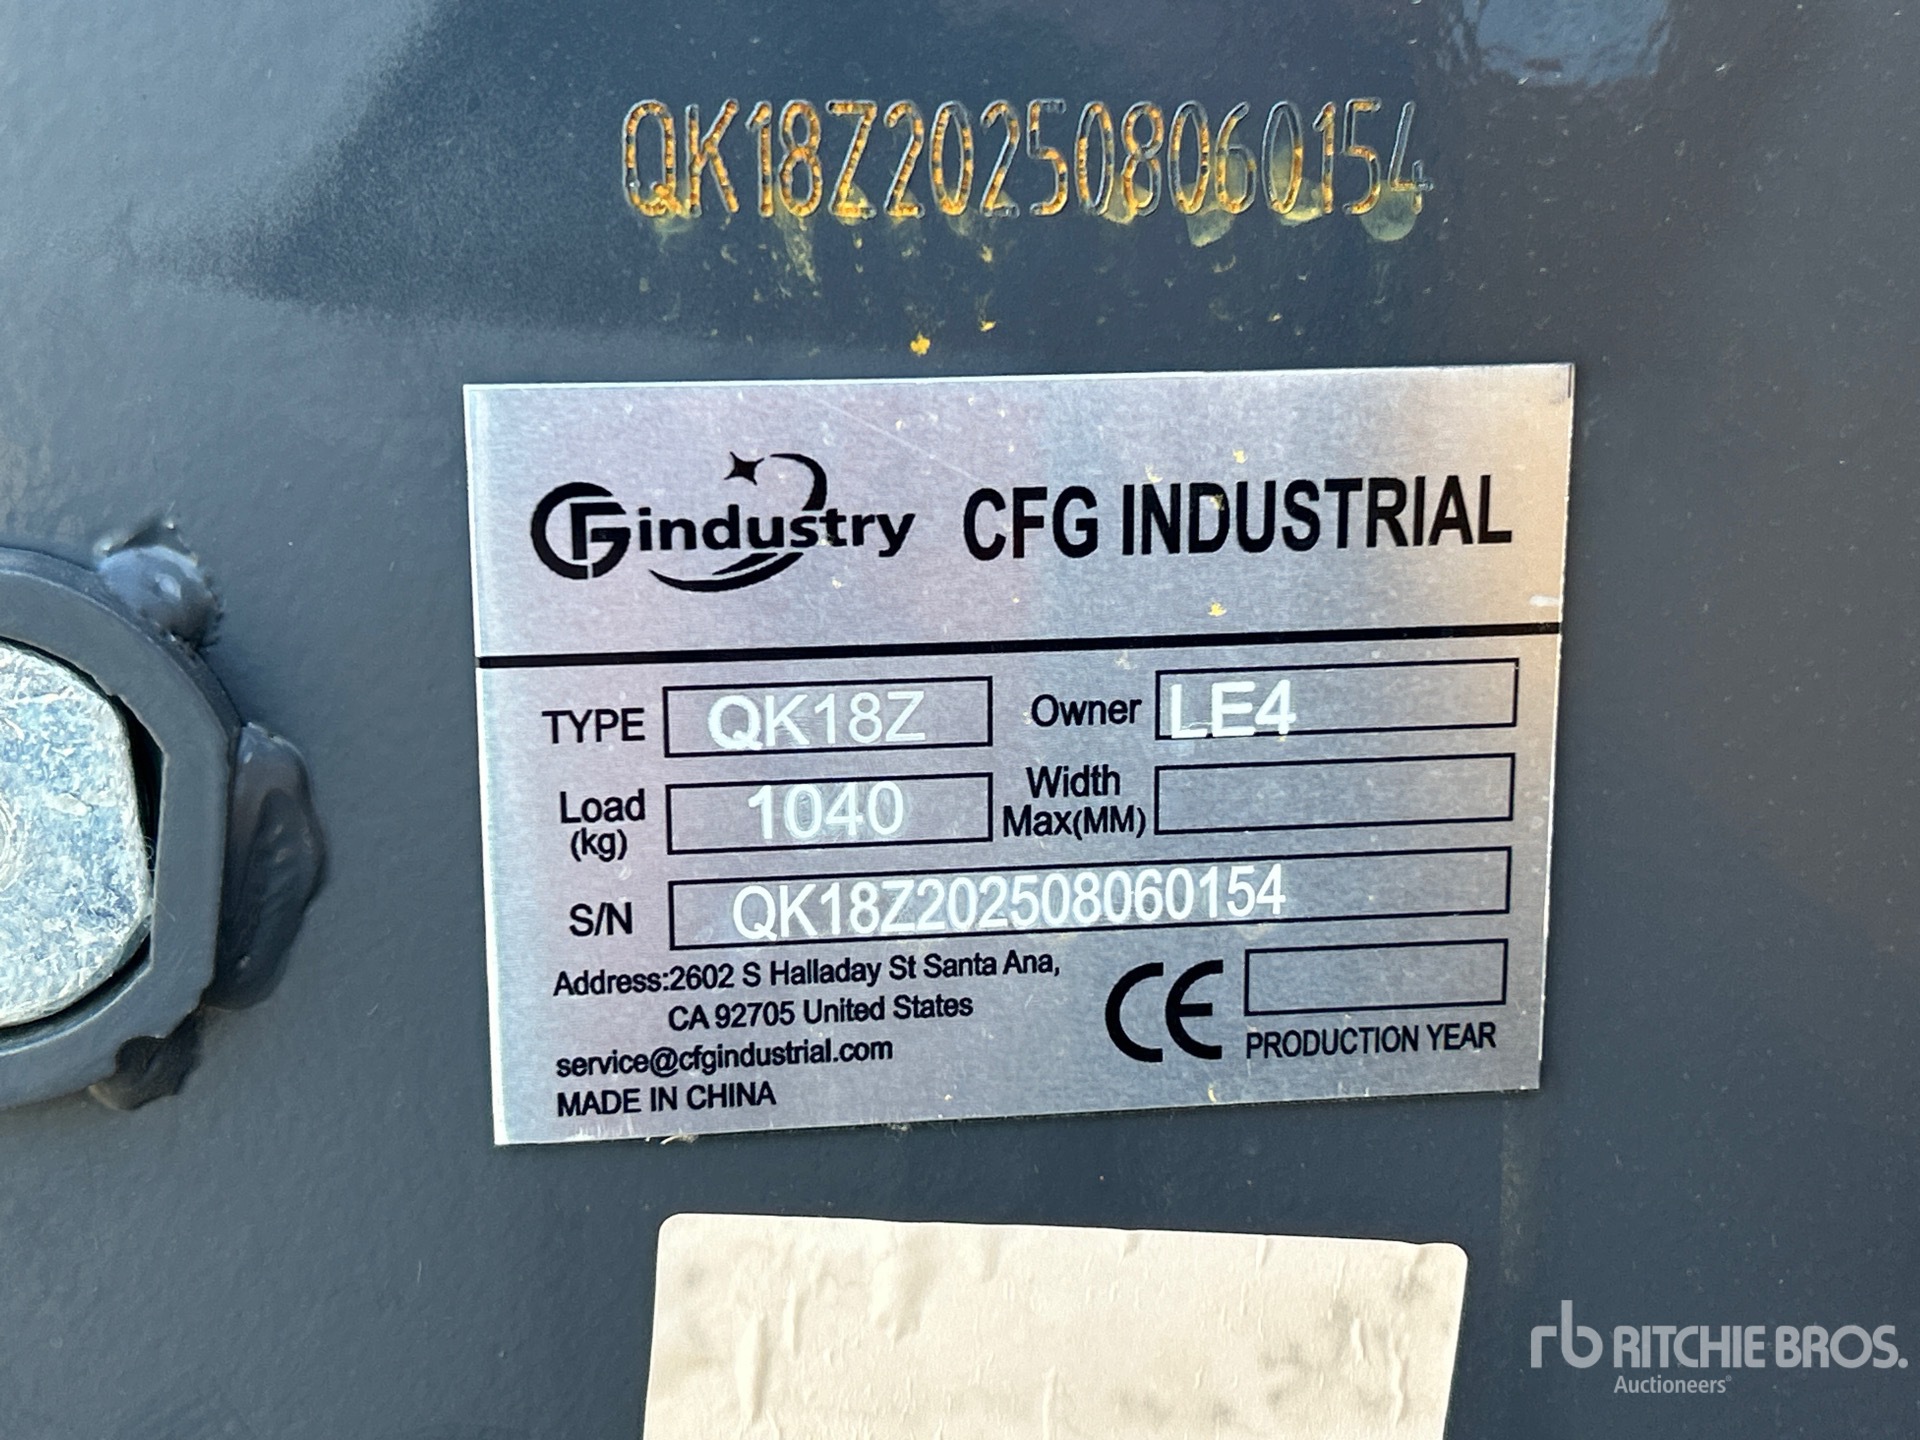 QK18Z202508060154
CFGindustry CFG INDUSTRIAL
TYPE QK18Z Owner LE4
Load (kg) 1040 Width Max(MM)
S/N QK18Z202508060154
Address:2602 S Halladay St Santa Ana,
CA 92705 United States
service@cfgindustrial.com
MADE IN CHINA
CE
PRODUCTION YEAR
rb RITCHIE BROS.
Auctioneers®